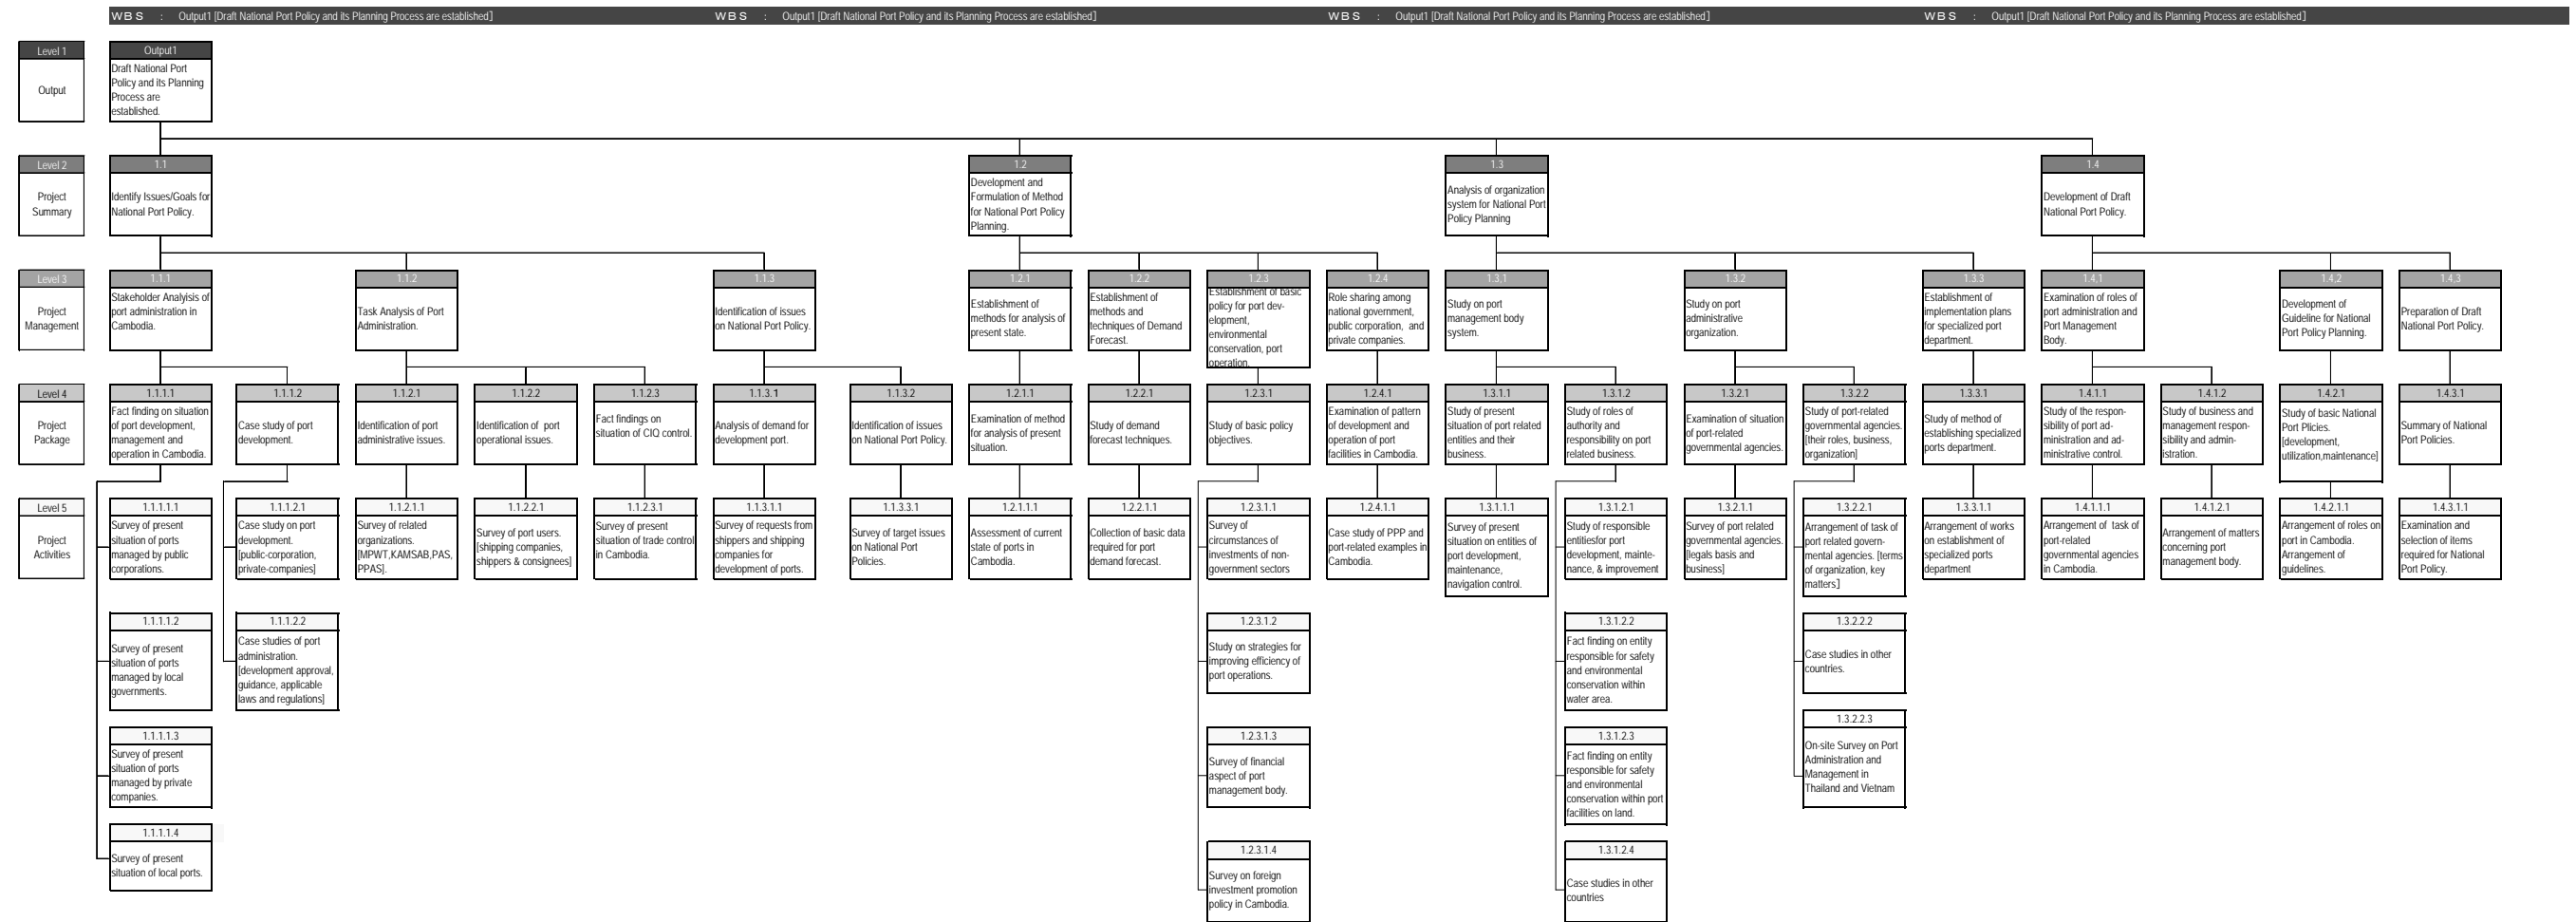 WBS : Output1 [Draft National Port Policy and its Planning Process are established]
WBS : Output1 [Draft National Port Policy and its Planning Process are established]
WBS : Output1 [Draft National Port Policy and its Planning Process are established]
WBS : Output1 [Draft National Port Policy and its Planning Process are established]
Level 1
Output
Output1
Draft National Port
Policy and its Planning
Process are
established.
Level 2
Project
Summary
1.1
Identify Issues/Goals for
National Port Policy.
1.2
Development and
Formulation of Method
for National Port Policy
Planning.
1.3
Analysis of organization
system for National Port
Policy Planning
1.4
Development of Draft
National Port Policy.
Level 3
Project
Management
1.1.1
Stakeholder Analyisis of
port administration in
Cambodia.
1.1.2
Task Analysis of Port
Administration.
1.1.3
Identification of issues
on National Port Policy.
1.2.1
Establishment of
methods for analysis of
present state.
1.2.2
Establishment of
methods and
techniques of Demand
Forecast.
1.2.3
Establishment of basic
policy for port dev-
elopment,
environmental
conservation, port
operation.
1.2.4
Role sharing among
national government,
public corporation, and
private companies.
1.3,1
Study on port
management body
system.
1.3.2
Study on port
administrative
organization.
1.3.3
Establishment of
implementation plans
for specialized port
department.
1.4,1
Examination of roles of
port administration and
Port Management
Body.
1.4,2
Development of
Guideline for National
Port Policy Planning.
1.4,3
Preparation of Draft
National Port Policy.
Level 4
Project
Package
1.1.1.1
Fact finding on situation
of port development,
management and
operation in Cambodia.
1.1.1.2
Case study of port
development.
1.1.2.1
Identification of port
administrative issues.
1.1.2.2
Identification of port
operational issues.
1.1.2.3
Fact findings on
situation of CIQ control.
1.1.3.1
Analysis of demand for
development port.
1.1.3.2
Identification of issues
on National Port Policy.
1.2.1.1
Examination of method
for analysis of present
situation.
1.2.2.1
Study of demand
forecast techniques.
1.2.3.1
Study of basic policy
objectives.
1.2.4.1
Examination of pattern
of development and
operation of port
facilities in Cambodia.
1.3.1.1
Study of present
situation of port related
entities and their
business.
1.3.1.2
Study of roles of
authority and
responsibility on port
related business.
1.3.2.1
Examination of situation
of port-related
governmental agencies.
1.3.2.2
Study of port-related
governmental agencies.
[their roles, business,
organization]
1.3.3.1
Study of method of
establishing specialized
ports department.
1.4.1.1
Study of the respon-
sibility of port ad-
ministration and ad-
ministrative control.
1.4.1.2
Study of business and
management respon-
sibility and admin-
istration.
1.4.2.1
Study of basic National
Port Plicies.
[development,
utilization,maintenance]
1.4.3.1
Summary of National
Port Policies.
Level 5
Project
Activities
1.1.1.1.1
Survey of present
situation of ports
managed by public
corporations.
1.1.1.2.1
Case study on port
development.
[public-corporation,
private-companies]
1.1.2.1.1
Survey of related
organizations.
[MPWT,KAMSAB,PAS,
PPAS].
1.1.2.2.1
Survey of port users.
[shipping companies,
shippers & consignees]
1.1.2.3.1
Survey of present
situation of trade control
in Cambodia.
1.1.3.1.1
Survey of requests from
shippers and shipping
companies for
development of ports.
1.1.3.3.1
Survey of target issues
on National Port
Policies.
1.2.1.1.1
Assessment of current
state of ports in
Cambodia.
1.2.2.1.1
Collection of basic data
required for port
demand forecast.
1.2.3.1.1
Survey of
circumstances of
investments of non-
government sectors
1.2.4.1.1
Case study of PPP and
port-related examples in
Cambodia.
1.3.1.1.1
Survey of present
situation on entities of
port development,
maintenance,
navigation control.
1.3.1.2.1
Study of responsible
entitiesfor port
development, mainte-
nance, & improvement
1.3.2.1.1
Survey of port related
governmental agencies.
[legals basis and
business]
1.3.2.2.1
Arrangement of task of
port related govern-
mental agencies. [terms
of organization, key
matters]
1.3.3.1.1
Arrangement of works
on establishment of
specialized ports
department
1.4.1.1.1
Arrangement of task of
port-related
governmental agencies
in Cambodia.
1.4.1.2.1
Arrangement of matters
concerning port
management body.
1.4.2.1.1
Arrangement of roles on
port in Cambodia.
Arrangement of
guidelines.
1.4.3.1.1
Examination and
selection of items
required for National
Port Policy.
1.1.1.1.2
Survey of present
situation of ports
managed by local
governments.
1.1.1.2.2
Case studies of port
administration.
[development approval,
guidance, applicable
laws and regulations]
1.2.3.1.2
Study on strategies for
improving efficiency of
port operations.
1.3.1.2.2
Fact finding on entity
responsible for safety
and environmental
conservation within
water area.
1.3.2.2.2
Case studies in other
countries.
1.1.1.1.3
Survey of present
situation of ports
managed by private
companies.
1.2.3.1.3
Survey of financial
aspect of port
management body.
1.3.1.2.3
Fact finding on entity
responsible for safety
and environmental
conservation within port
facilities on land.
1.3.2.2.3
On-site Survey on Port
Administration and
Management in
Thailand and Vietnam
1.1.1.1.4
Survey of present
situation of local ports.
1.2.3.1.4
Survey on foreign
investment promotion
policy in Cambodia.
1.3.1.2.4
Case studies in other
countries